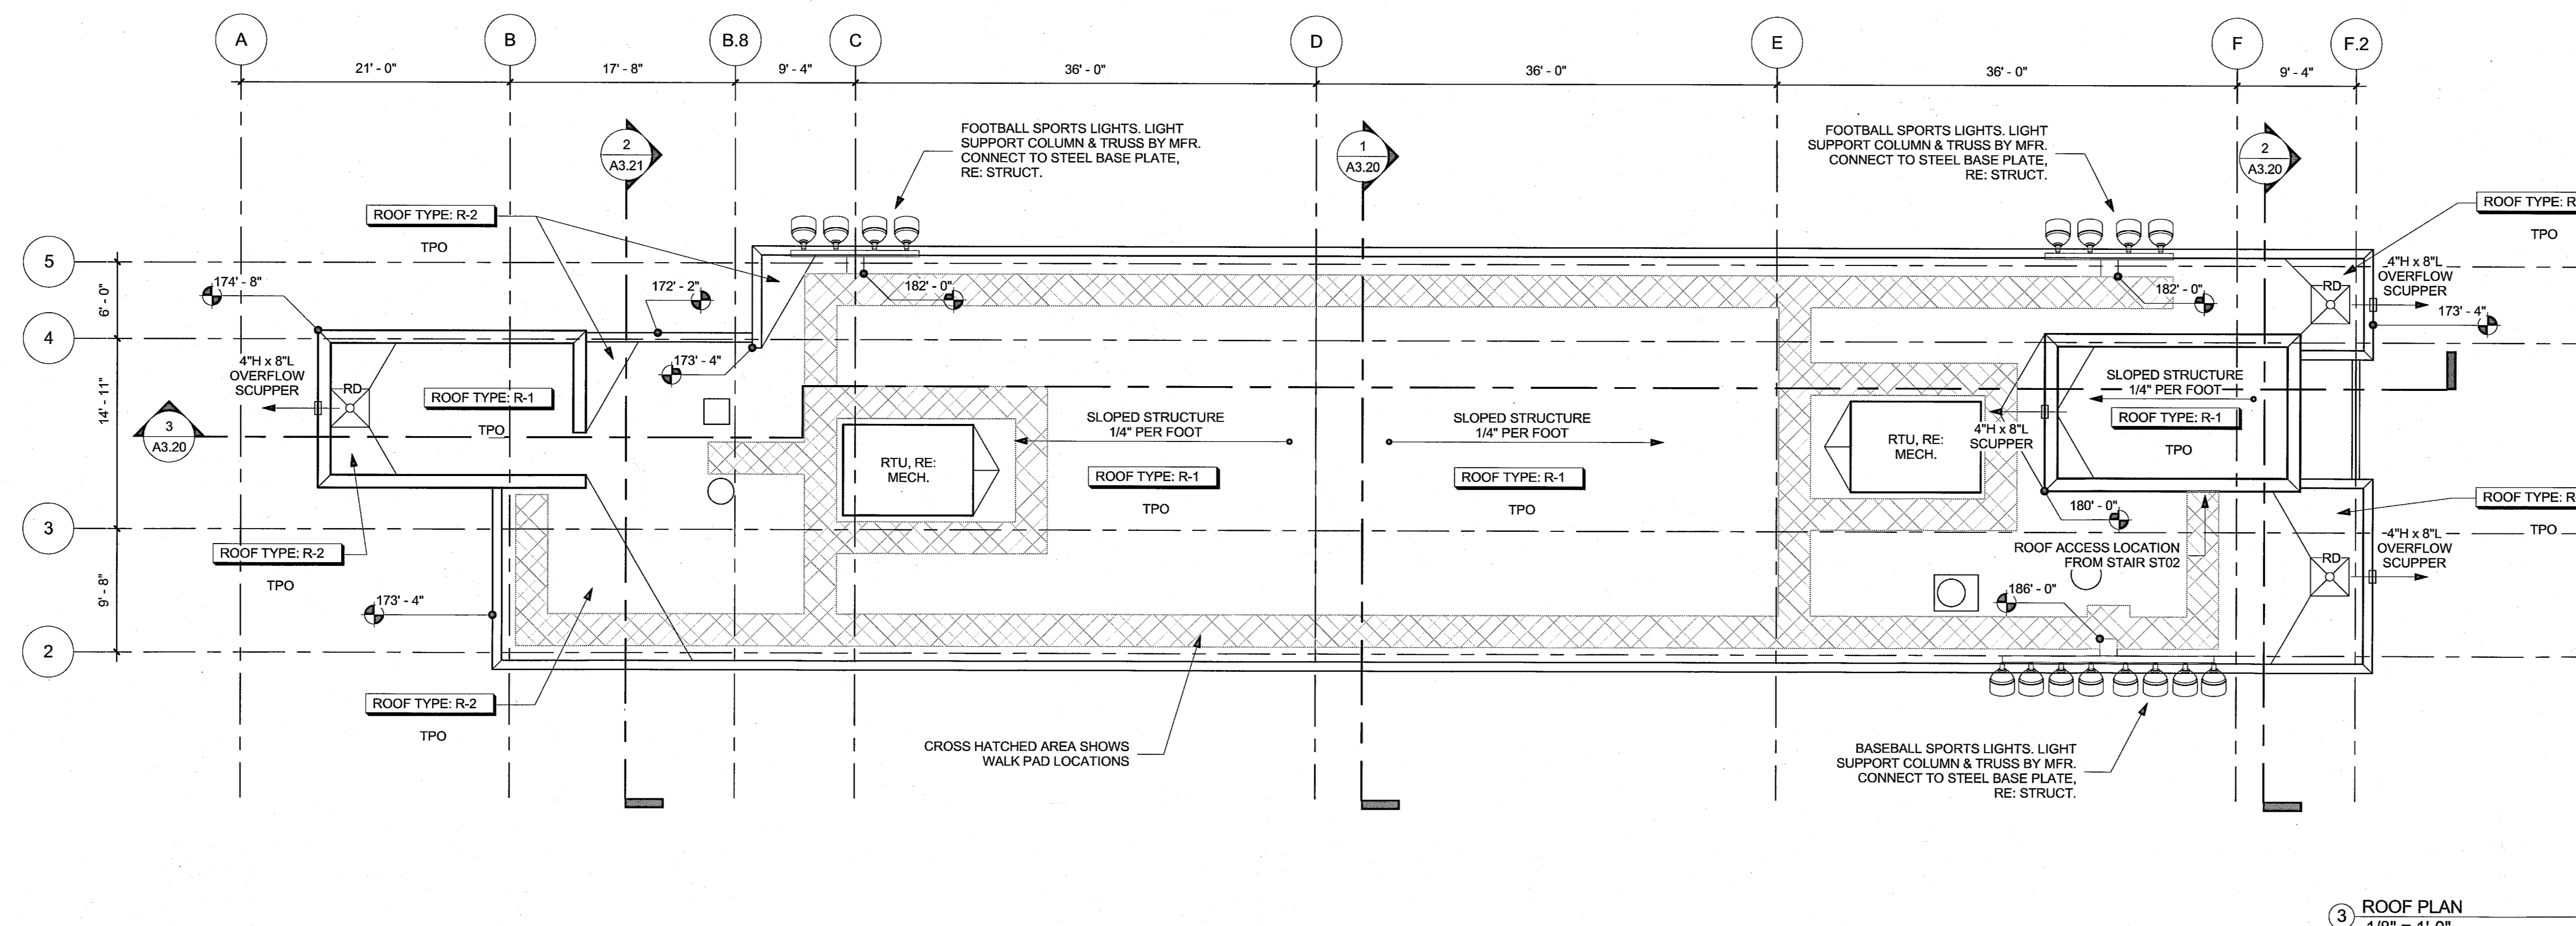 A
B
B.8
C
D
E
F
F.2
21' - 0"
17' - 8"
9' - 4"
36' - 0"
36' - 0"
36' - 0"
9' - 4"
2
A3.21
FOOTBALL SPORTS LIGHTS. LIGHT
SUPPORT COLUMN & TRUSS BY MFR.
CONNECT TO STEEL BASE PLATE,
RE: STRUCT.
1
A3.20
FOOTBALL SPORTS LIGHTS. LIGHT
SUPPORT COLUMN & TRUSS BY MFR.
CONNECT TO STEEL BASE PLATE,
RE: STRUCT.
2
A3.20
ROOF TYPE: R-2
TPO
ROOF TYPE: R
TPO
5
6' - 0"
4
14' - 11"
3
9' - 8"
2
174' - 8"
172' - 2"
182' - 0"
182' - 0"
RD
4"H x 8"L
OVERFLOW
SCUPPER
173' - 4"
173' - 4"
4"H x 8"L
OVERFLOW
SCUPPER
RD
ROOF TYPE: R-1
TPO
3
A3.20
SLOPED STRUCTURE
1/4" PER FOOT
SLOPED STRUCTURE
1/4" PER FOOT
SLOPED STRUCTURE
1/4" PER FOOT
ROOF TYPE: R-1
TPO
4"H x 8"L
SCUPPER
RTU, RE:
MECH.
RTU, RE:
MECH.
ROOF TYPE: R-1
TPO
ROOF TYPE: R-1
TPO
180' - 0"
ROOF TYPE: R
TPO
4"H x 8"L
OVERFLOW
SCUPPER
RD
ROOF ACCESS LOCATION
FROM STAIR ST02
ROOF TYPE: R-2
TPO
173' - 4"
186' - 0"
ROOF TYPE: R-2
TPO
CROSS HATCHED AREA SHOWS
WALK PAD LOCATIONS
BASEBALL SPORTS LIGHTS. LIGHT
SUPPORT COLUMN & TRUSS BY MFR.
CONNECT TO STEEL BASE PLATE,
RE: STRUCT.
3
ROOF PLAN
1/8" = 1'-0"